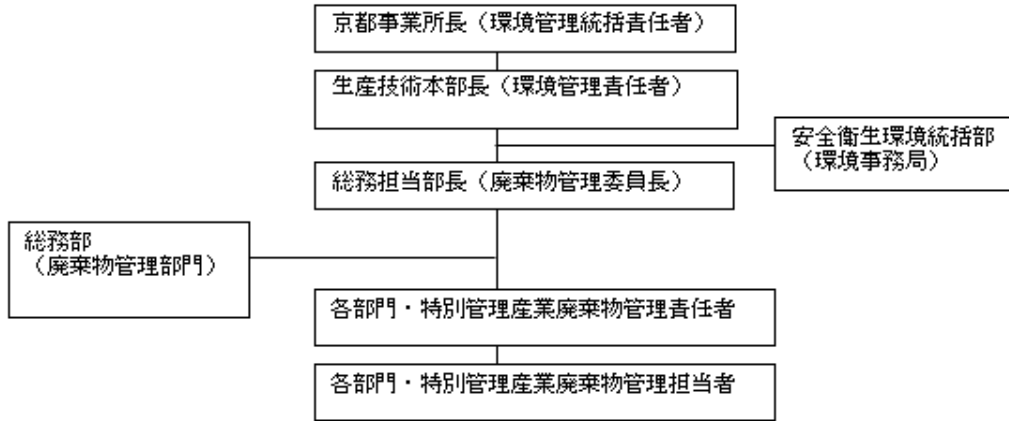 京都事業所長（環境管理統括責任者）
生産技術本部長（環境管理責任者）
安全衛生環境統括部
（環境事務局）
総務担当部長（廃棄物管理委員長）
総務部
（廃棄物管理部門）
各部門・特別管理産業廃棄物管理責任者
各部門・特別管理産業廃棄物管理担当者